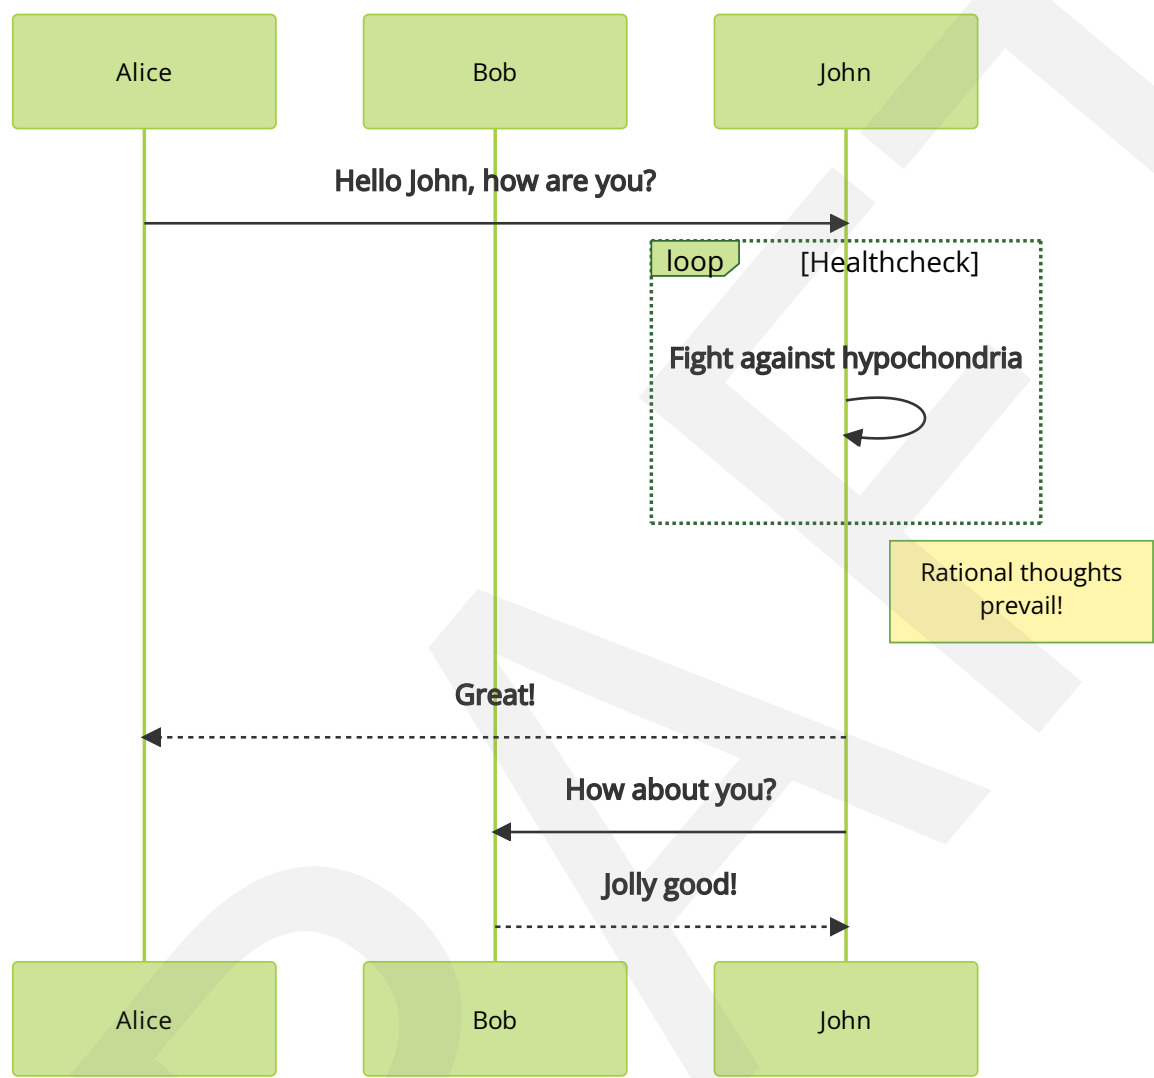 Alice
Bob
John
Hello John, how are you?
loop
[Healthcheck]
Fight against hypochondria
Rational thoughts
prevail!
Great!
How about you?
Jolly good!
Alice
Bob
John